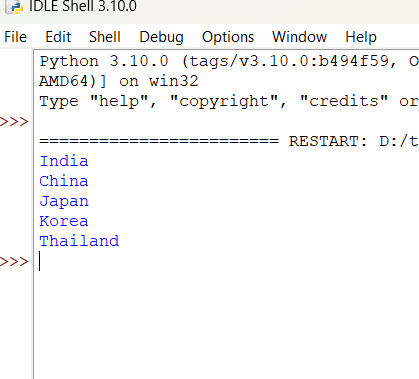 IDLE Shell 3.10.0
File Edit Shell Debug Options Window Help
Python 3.10.0 (tags/v3.10.0:b494f59, O
AMD64)] on win32
Type "help", "copyright", "credits" or
>>>
======================== RESTART: D:/t
India
China
Japan
Korea
Thailand
>>>